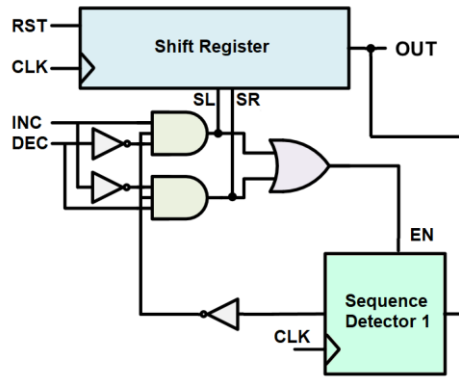 RST
Shift Register
OUT
CLK
SL SR
INC
DEC
EN
Sequence
Detector 1
CLK